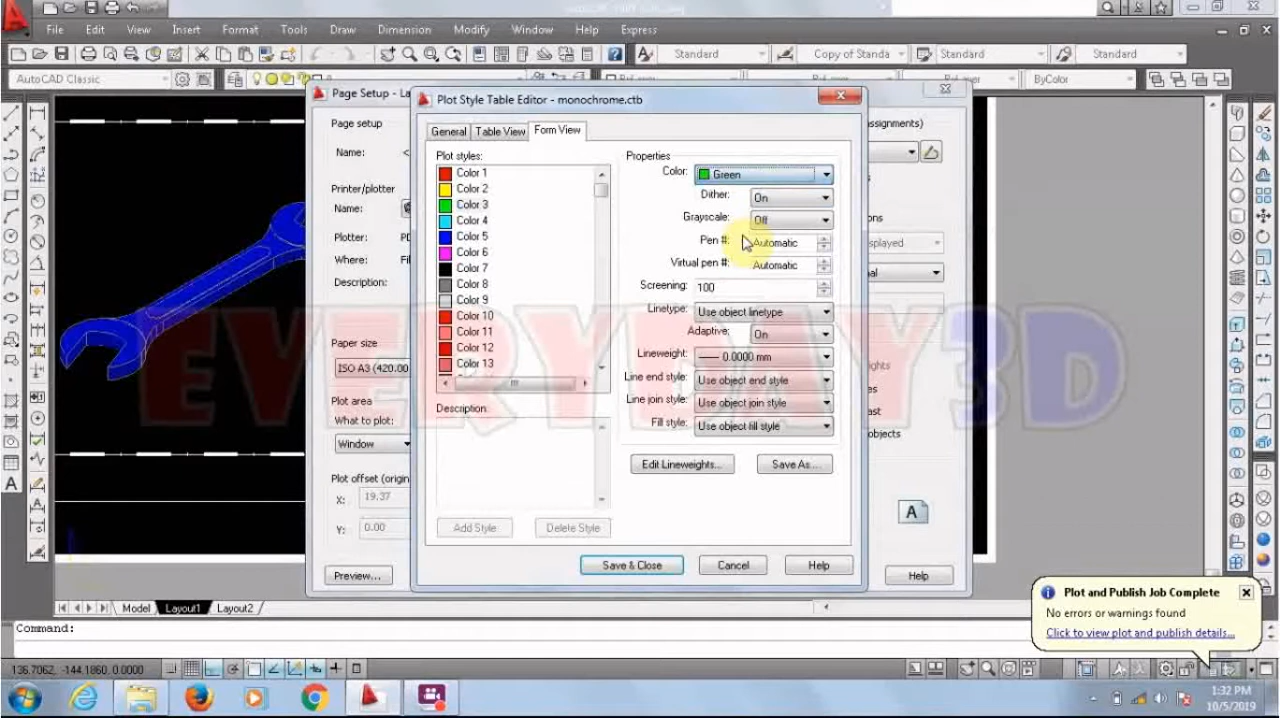 File Edit View Insert Format Tools Draw Dimension Modify Window Help Express
Standard Copy of Standa Standard Standard
AutoCAD Classic ByColor
Page Setup - La
Plot Style Table Editor - monochrome.ctb
Page setup
Name: <
Printer/plotter
Name:
Plotter: PD
Where: Fil
Description:
Paper size
ISO A3 (420.00
Plot area
What to plot:
Window
Plot offset (origin
X: 19.37
Y: 0.00
Preview...
General Table View Form View
Plot styles:
Color 1
Color 2
Color 3
Color 4
Color 5
Color 6
Color 7
Color 8
Color 9
Color 10
Color 11
Color 12
Color 13
Description:
Add Style Delete Style
Properties
Color: Green
Dither: On
Grayscale: Off
Pen #: Automatic
Virtual pen #: Automatic
Screening: 100
Linetype: Use object linetype
Adaptive: On
Lineweight: 0.0000 mm
Line end style: Use object end style
Line join style: Use object join style
Fill style: Use object fill style
Edit Lineweights... Save As...
Save & Close Cancel Help
ssignments)
ons
splayed
al
ights
es
ast
objects
A
Help
EVERYDAY3D
Model Layout1 Layout2
Command:
Plot and Publish Job Complete
No errors or warnings found
Click to view plot and publish details...
136.7062, -144.1860, 0.0000
1:32 PM
10/5/2019